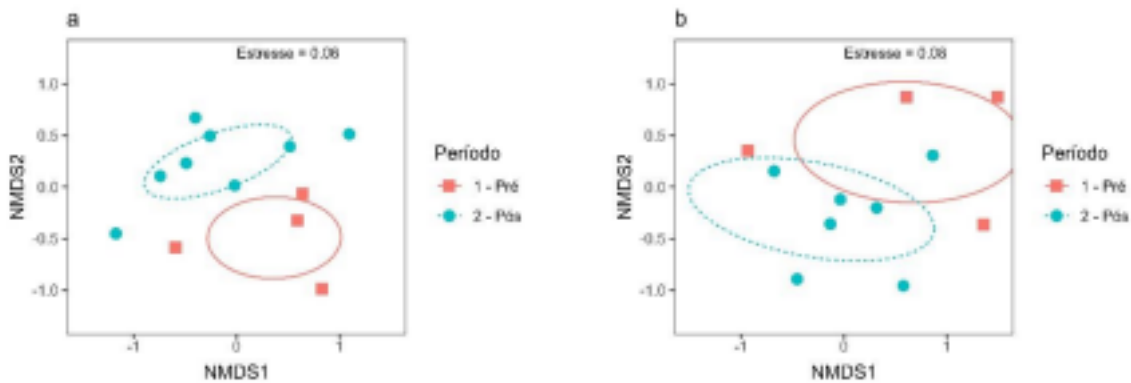 a
Estresse = 0.06
1.0
0.5
0.0
-0.5
-1.0
NMDS2
-1
0
1
NMDS1
Período
1 - Pré
2 - Pós
b
Estresse = 0.08
1.0
0.5
0.0
-0.5
-1.0
NMDS2
-1
0
1
NMDS1
Período
1 - Pré
2 - Pós